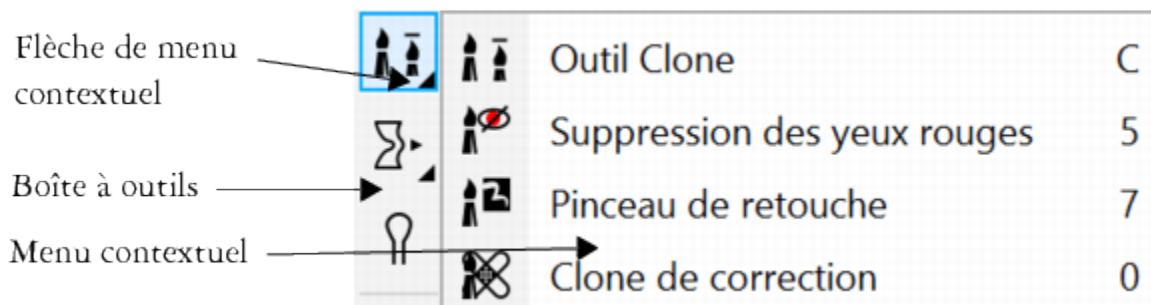 Flèche de menu
contextuel
Boîte à outils
Menu contextuel
Outil Clone C
Suppression des yeux rouges 5
Pinceau de retouche 7
Clone de correction 0